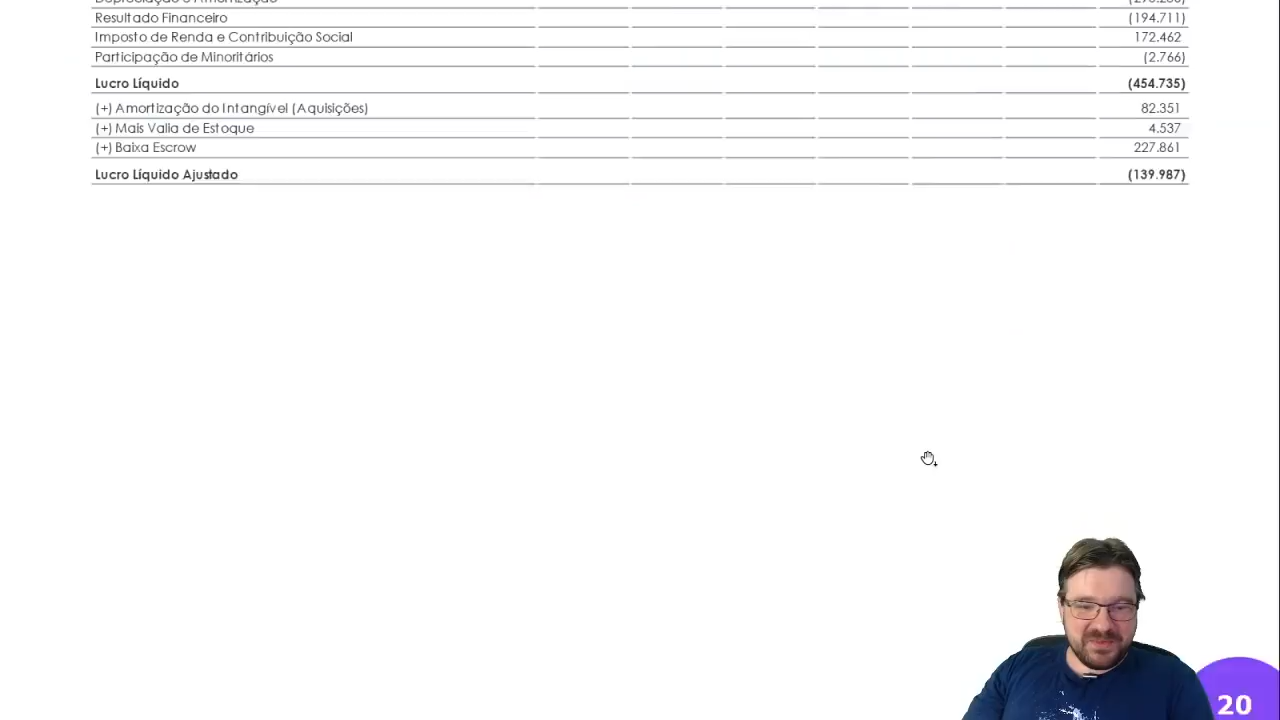 Depreciação e Amortização
Resultado Financeiro (194.711)
Imposto de Renda e Contribuição Social 172.462
Participação de Minoritários (2.766)
Lucro Líquido (454.735)
(+) Amortização do Intangível (Aquisições) 82.351
(+) Mais Valia de Estoque 4.537
(+) Baixa Escrow 227.861
Lucro Líquido Ajustado (139.987)
20